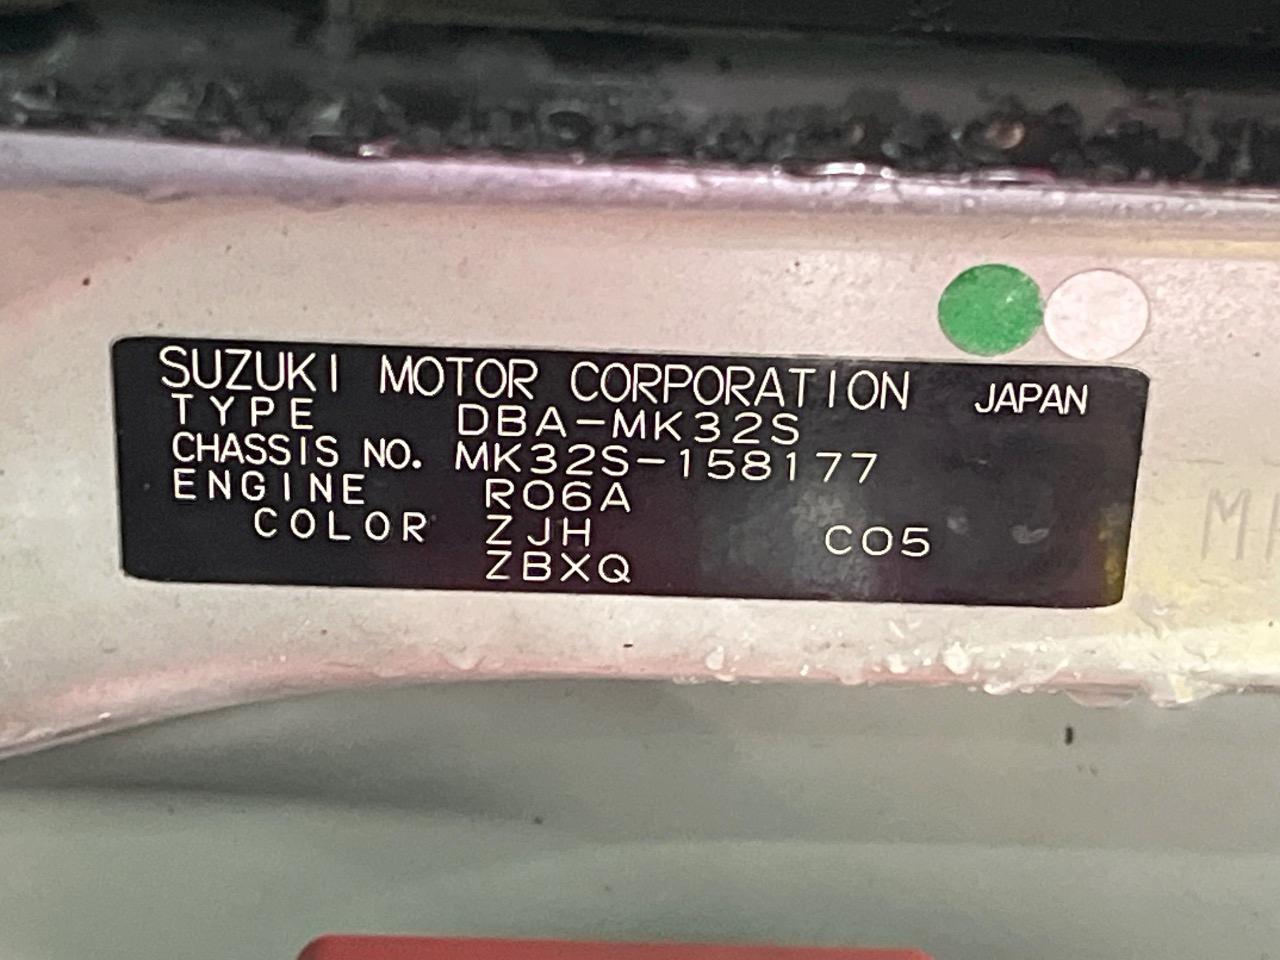 SUZUKI MOTOR CORPORATION JAPAN
TYPE DBA-MK32S
CHASSIS NO. MK32S-158177
ENGINE R06A
COLOR ZJH C05
ZBXQ